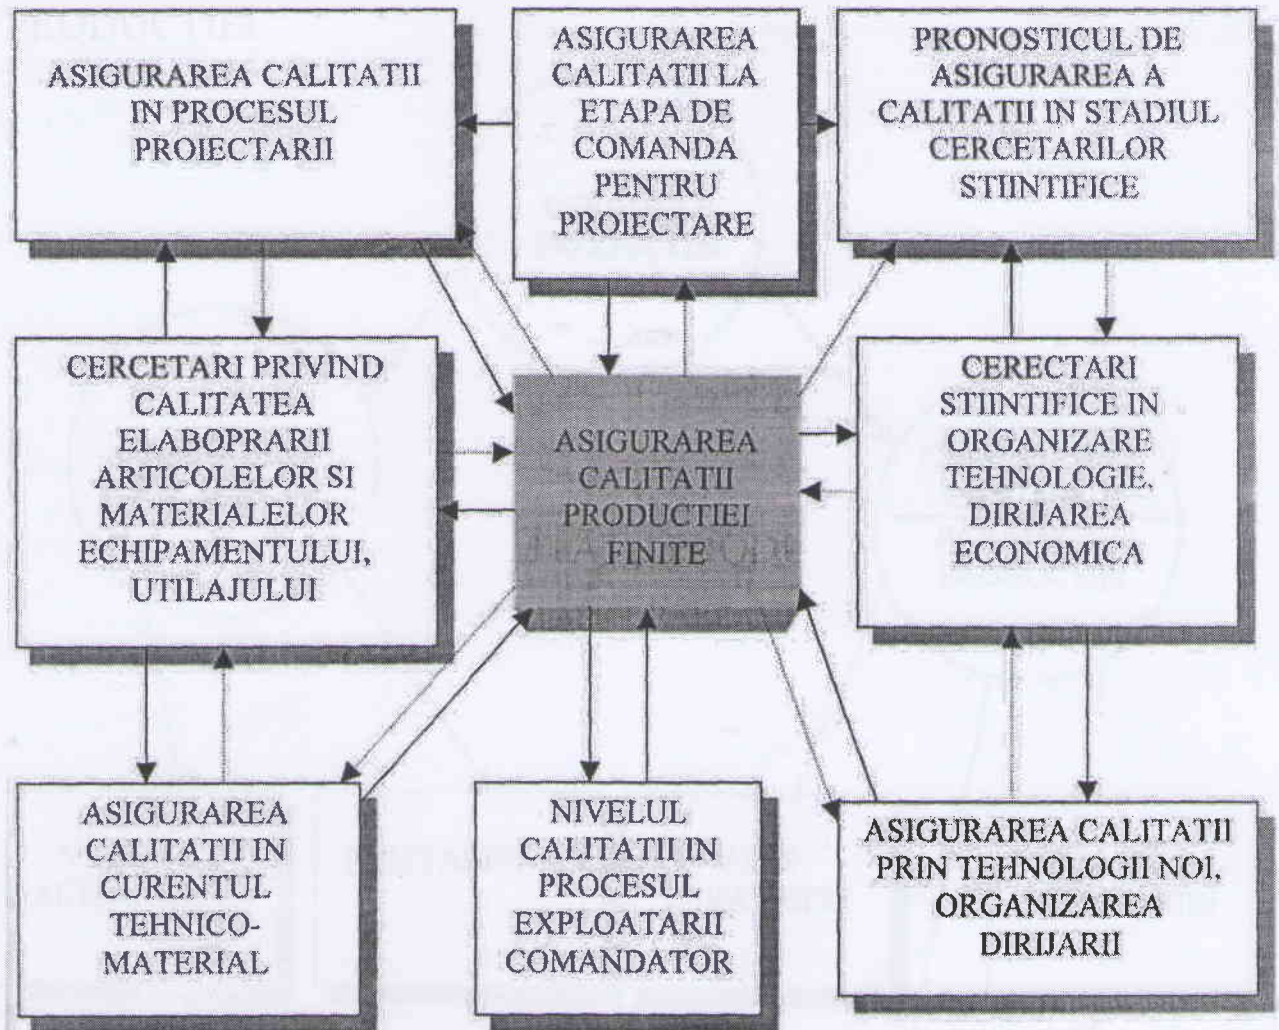 ASIGURAREA CALITATII
IN PROCESUL
PROIECTARII
ASIGURAREA
CALITATII LA
ETAPA DE
COMANDA
PENTRU
PROIECTARE
PRONOSTICUL DE
ASIGURAREA A
CALITATII IN STADIUL
CERCETARILOR
STIINTIFICE
CERCETARI PRIVIND
CALITATEA
ELABOPRARII
ARTICOLELOR SI
MATERIALELOR
ECHIPAMENTULUI,
UTILAJULUI
ASIGURAREA
CALITATII
PRODUCTIEI
FINITE
CERECTARI
STIINTIFICE IN
ORGANIZARE
TEHNOLOGIE,
DIRIJAREA
ECONOMICA
ASIGURAREA
CALITATII IN
CURENTUL
TEHNICO-
MATERIAL
NIVELUL
CALITATII IN
PROCESUL
EXPLOATARII
COMANDATOR
ASIGURAREA CALITATII
PRIN TEHNOLOGII NOI,
ORGANIZAREA
DIRIJARII